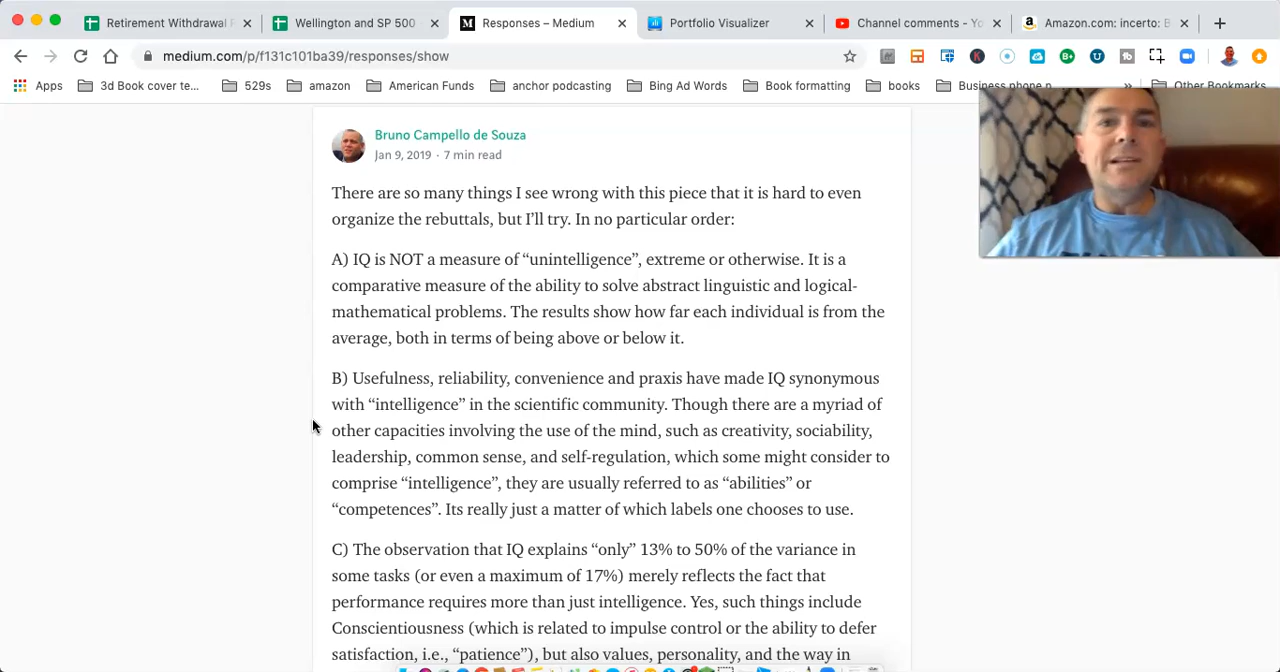 Retirement Withdrawal
Wellington and SP 500
Responses – Medium
Portfolio Visualizer
Channel comments - Yo
Amazon.com: incerto: B
medium.com/p/f131c101ba39/responses/show
Apps
3d Book cover te...
529s
amazon
American Funds
anchor podcasting
Bing Ad Words
Book formatting
books
Business phone n
Other Bookmarks
Bruno Campello de Souza
Jan 9, 2019 · 7 min read
There are so many things I see wrong with this piece that it is hard to even
organize the rebuttals, but I’ll try. In no particular order:
A) IQ is NOT a measure of “unintelligence”, extreme or otherwise. It is a
comparative measure of the ability to solve abstract linguistic and logical-
mathematical problems. The results show how far each individual is from the
average, both in terms of being above or below it.
B) Usefulness, reliability, convenience and praxis have made IQ synonymous
with “intelligence” in the scientific community. Though there are a myriad of
other capacities involving the use of the mind, such as creativity, sociability,
leadership, common sense, and self-regulation, which some might consider to
comprise “intelligence”, they are usually referred to as “abilities” or
“competences”. Its really just a matter of which labels one chooses to use.
C) The observation that IQ explains “only” 13% to 50% of the variance in
some tasks (or even a maximum of 17%) merely reflects the fact that
performance requires more than just intelligence. Yes, such things include
Conscientiousness (which is related to impulse control or the ability to defer
satisfaction, i.e., “patience”), but also values, personality, and the way in